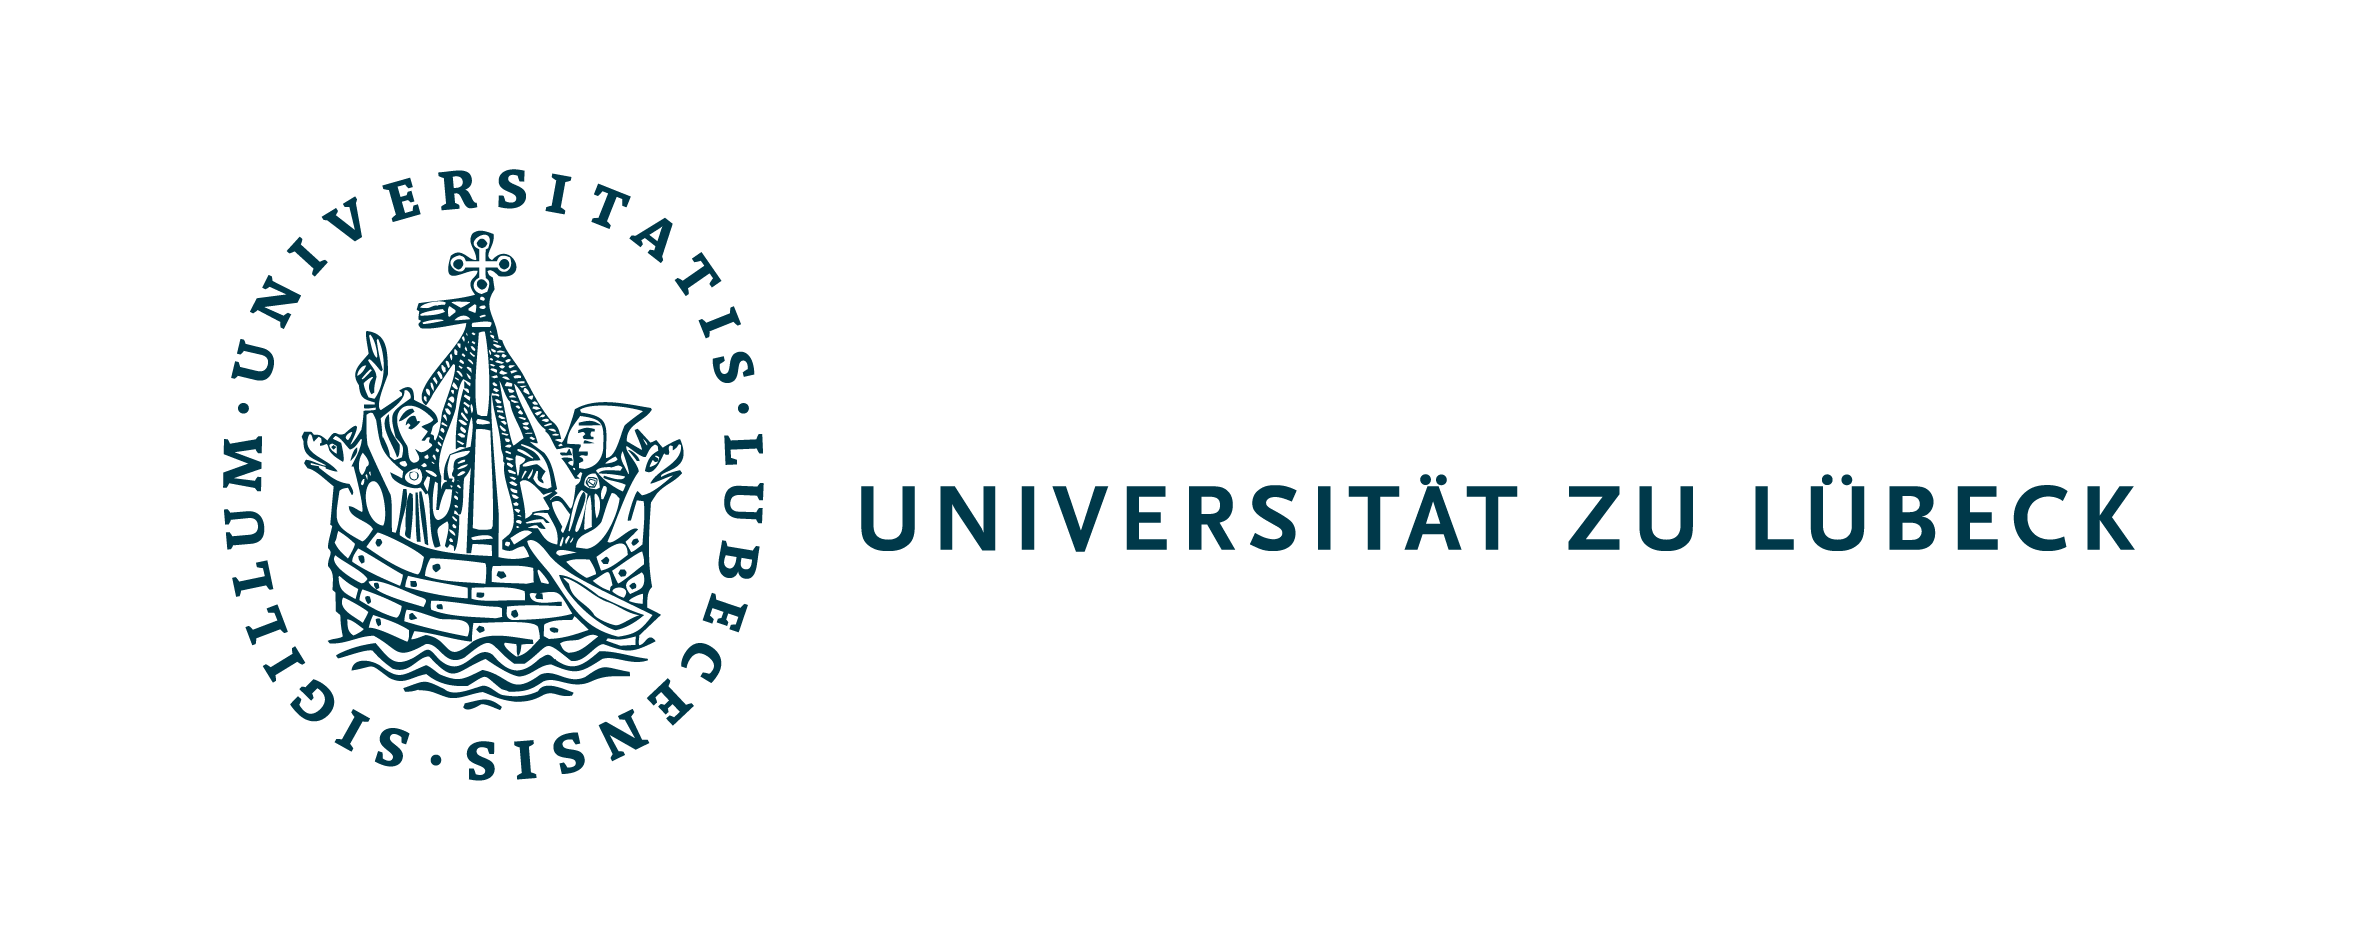 SIGILLUM · UNIVERSITATIS · LUBECENSIS ·
UNIVERSITÄT ZU LÜBECK